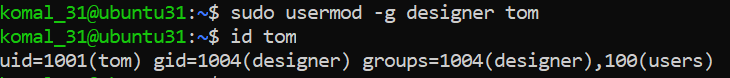 komal_31@ubuntu31:~$ sudo usermod -g designer tom
komal_31@ubuntu31:~$ id tom
uid=1001(tom) gid=1004(designer) groups=1004(designer),100(users)